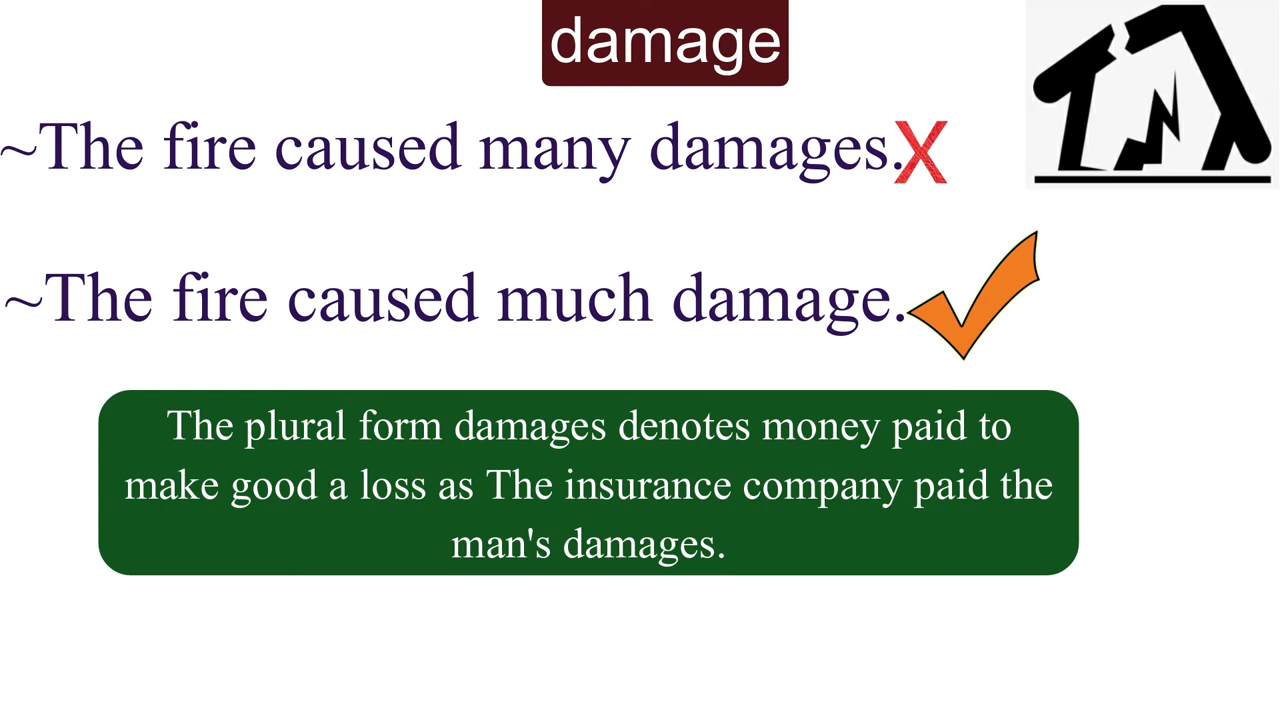 damage
~The fire caused many damages.X
~The fire caused much damage.
The plural form damages denotes money paid to
make good a loss as The insurance company paid the
man's damages.